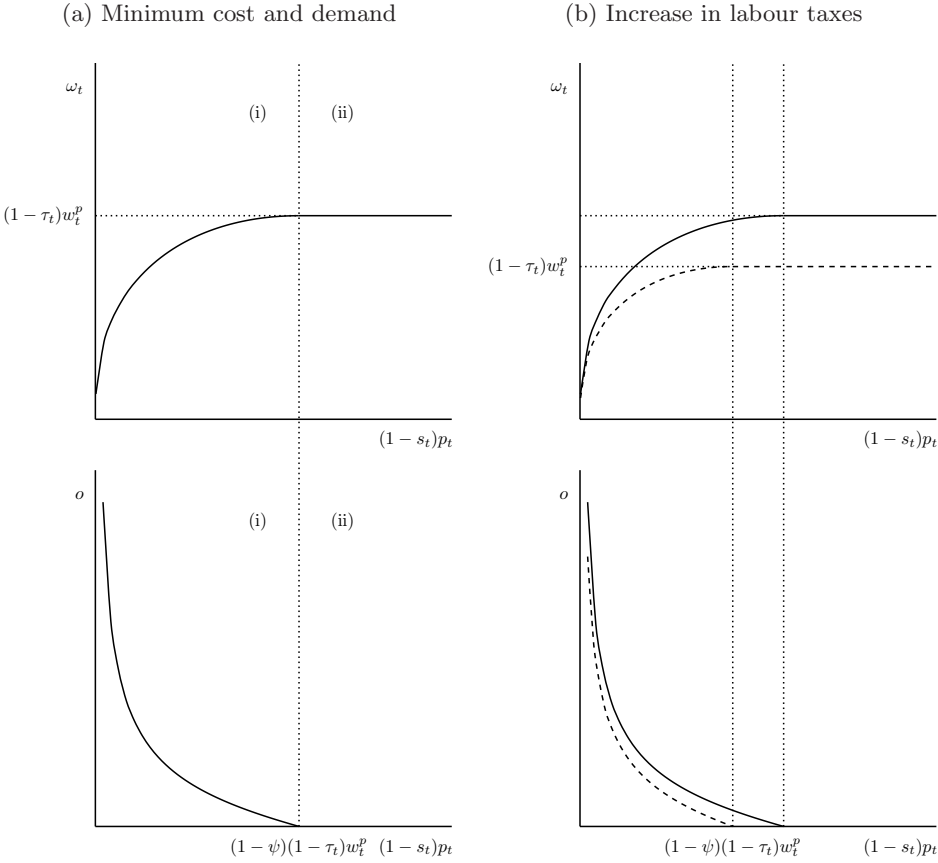 (a) Minimum cost and demand
(b) Increase in labour taxes
ω_t
(i)
(ii)
(1 − τ_t)w_t^p
(1 − s_t)p_t
ω_t
(1 − τ_t)w_t^p
(1 − s_t)p_t
o
(i)
(ii)
(1 − ψ)(1 − τ_t)w_t^p
(1 − s_t)p_t
o
(1 − ψ)(1 − τ_t)w_t^p
(1 − s_t)p_t